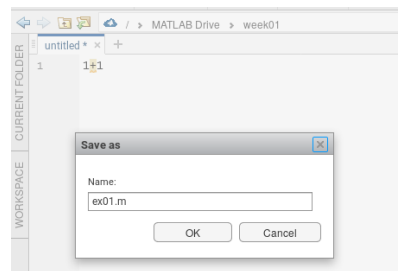 / › MATLAB Drive › week01
untitled * × +
CURRENT FOLDER
1 1+1
Save as
Name:
ex01.m
OK Cancel
WORKSPACE